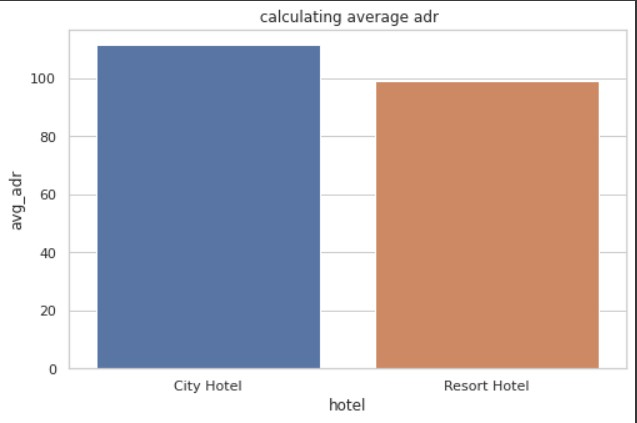 calculating average adr
100
80
60
40
20
0
avg_adr
City Hotel
Resort Hotel
hotel